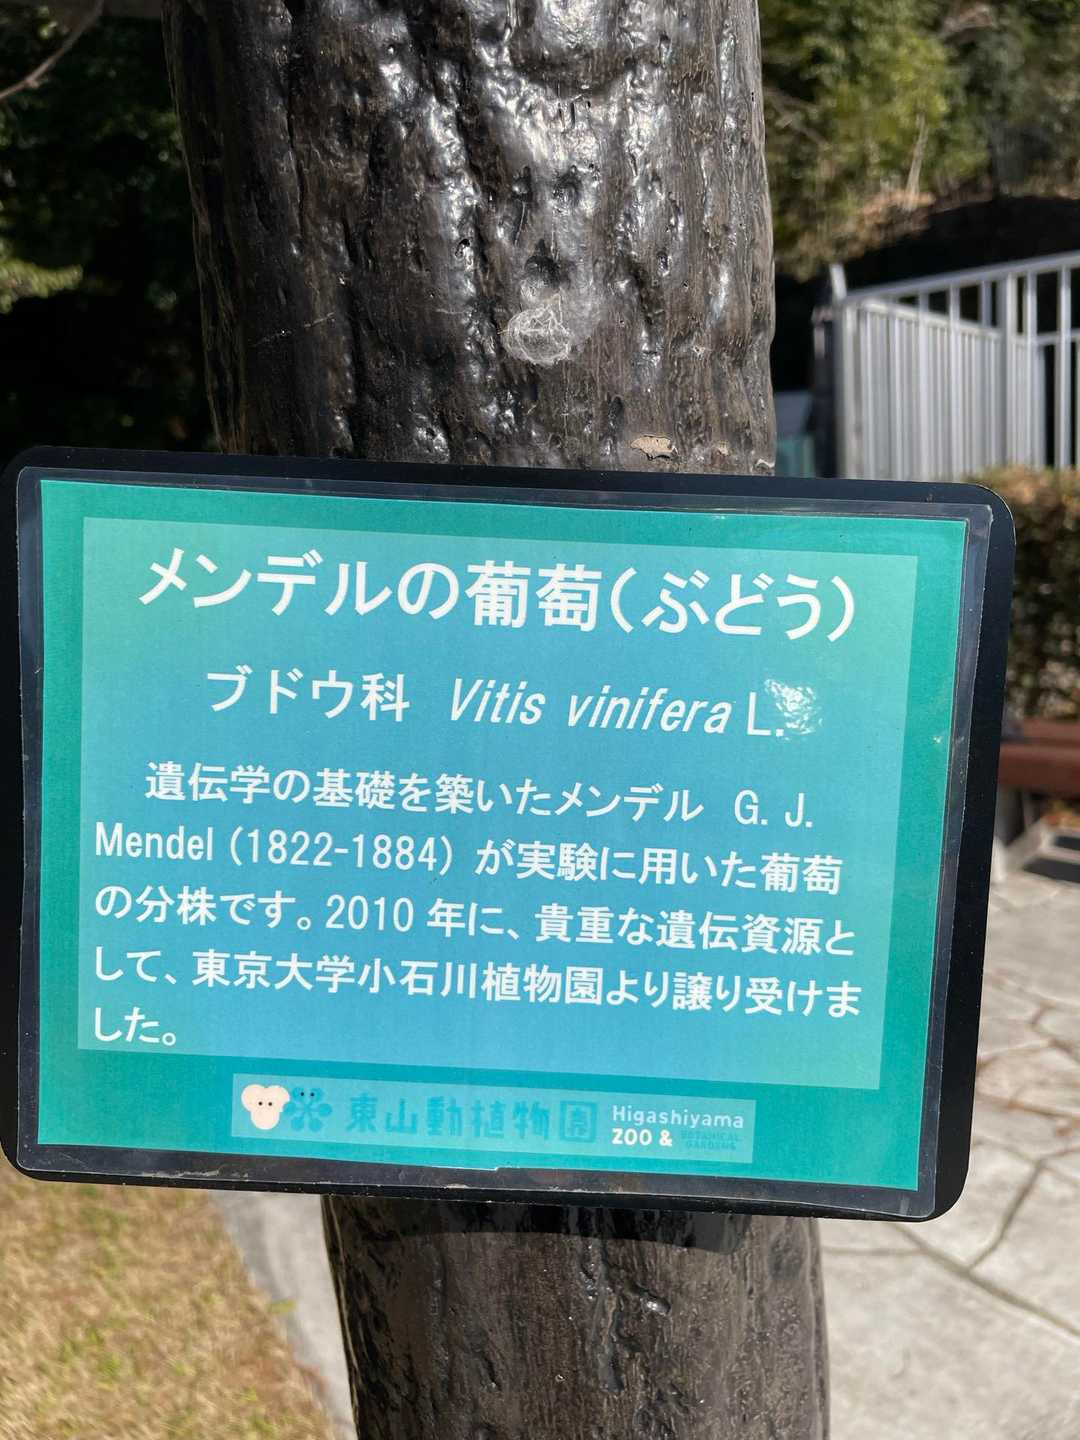 メンデルの葡萄（ぶどう）
ブドウ科 Vitis vinifera L.
遺伝学の基礎を築いたメンデル G. J.
Mendel (1822-1884) が実験に用いた葡萄
の分株です。2010 年に、貴重な遺伝資源と
して、東京大学小石川植物園より譲り受けま
した。
東山動植物園 Higashiyama
ZOO & BOTANICAL
GARDENS